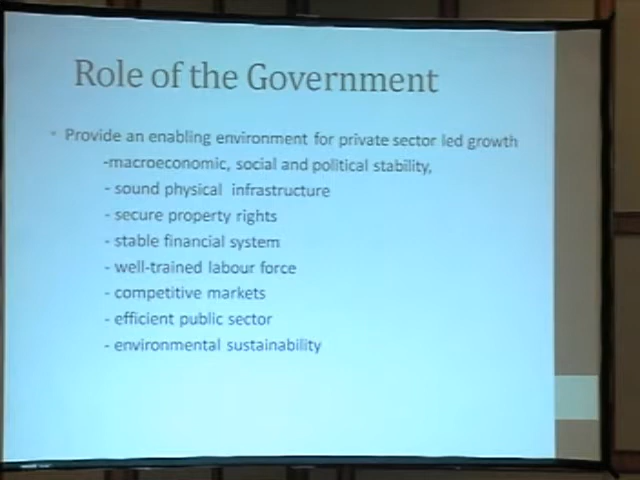 Role of the Government
• Provide an enabling environment for private sector led growth
-macroeconomic, social and political stability,
- sound physical infrastructure
- secure property rights
- stable financial system
- well-trained labour force
- competitive markets
- efficient public sector
- environmental sustainability